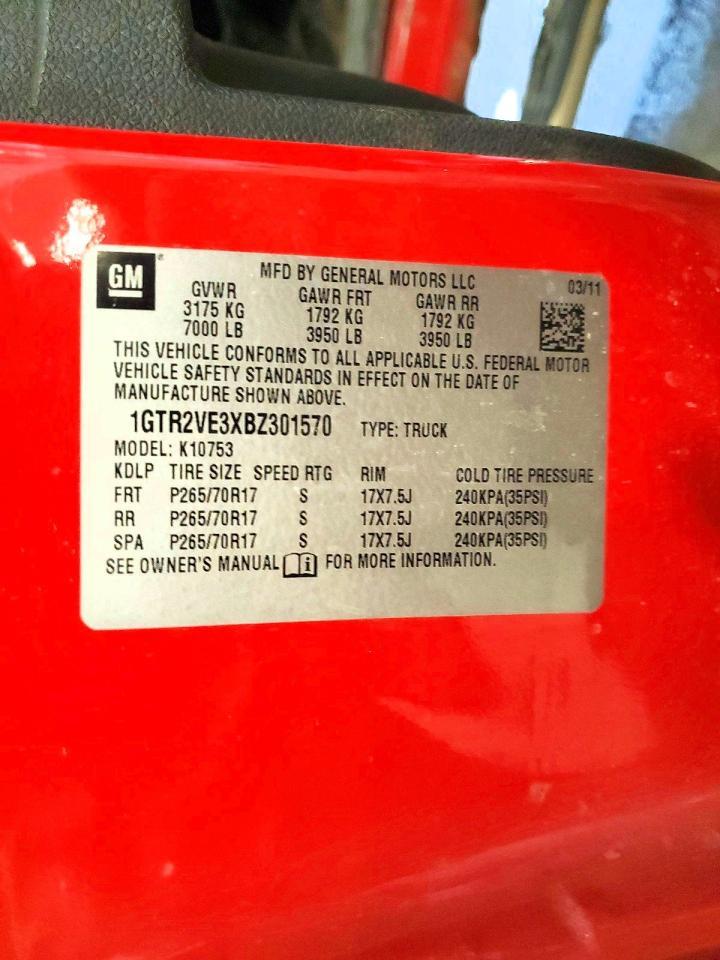 GM
MFD BY GENERAL MOTORS LLC 03/11
GVWR GAWR FRT GAWR RR
3175 KG 1792 KG 1792 KG
7000 LB 3950 LB 3950 LB
THIS VEHICLE CONFORMS TO ALL APPLICABLE U.S. FEDERAL MOTOR
VEHICLE SAFETY STANDARDS IN EFFECT ON THE DATE OF
MANUFACTURE SHOWN ABOVE.
1GTR2VE3XBZ301570 TYPE: TRUCK
MODEL: K10753
KDLP TIRE SIZE SPEED RTG RIM COLD TIRE PRESSURE
FRT P265/70R17 S 17X7.5J 240KPA(35PSI)
RR P265/70R17 S 17X7.5J 240KPA(35PSI)
SPA P265/70R17 S 17X7.5J 240KPA(35PSI)
SEE OWNER'S MANUAL i FOR MORE INFORMATION.